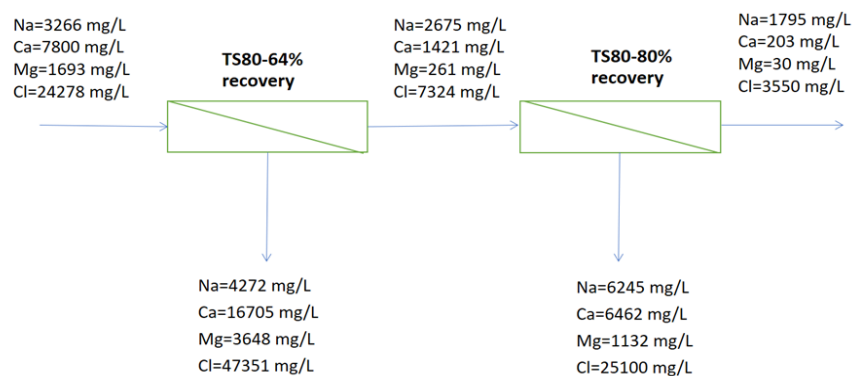 Na=3266 mg/L
Ca=7800 mg/L
Mg=1693 mg/L
Cl=24278 mg/L
TS80-64%
recovery
Na=2675 mg/L
Ca=1421 mg/L
Mg=261 mg/L
Cl=7324 mg/L
TS80-80%
recovery
Na=1795 mg/L
Ca=203 mg/L
Mg=30 mg/L
Cl=3550 mg/L
Na=4272 mg/L
Ca=16705 mg/L
Mg=3648 mg/L
Cl=47351 mg/L
Na=6245 mg/L
Ca=6462 mg/L
Mg=1132 mg/L
Cl=25100 mg/L